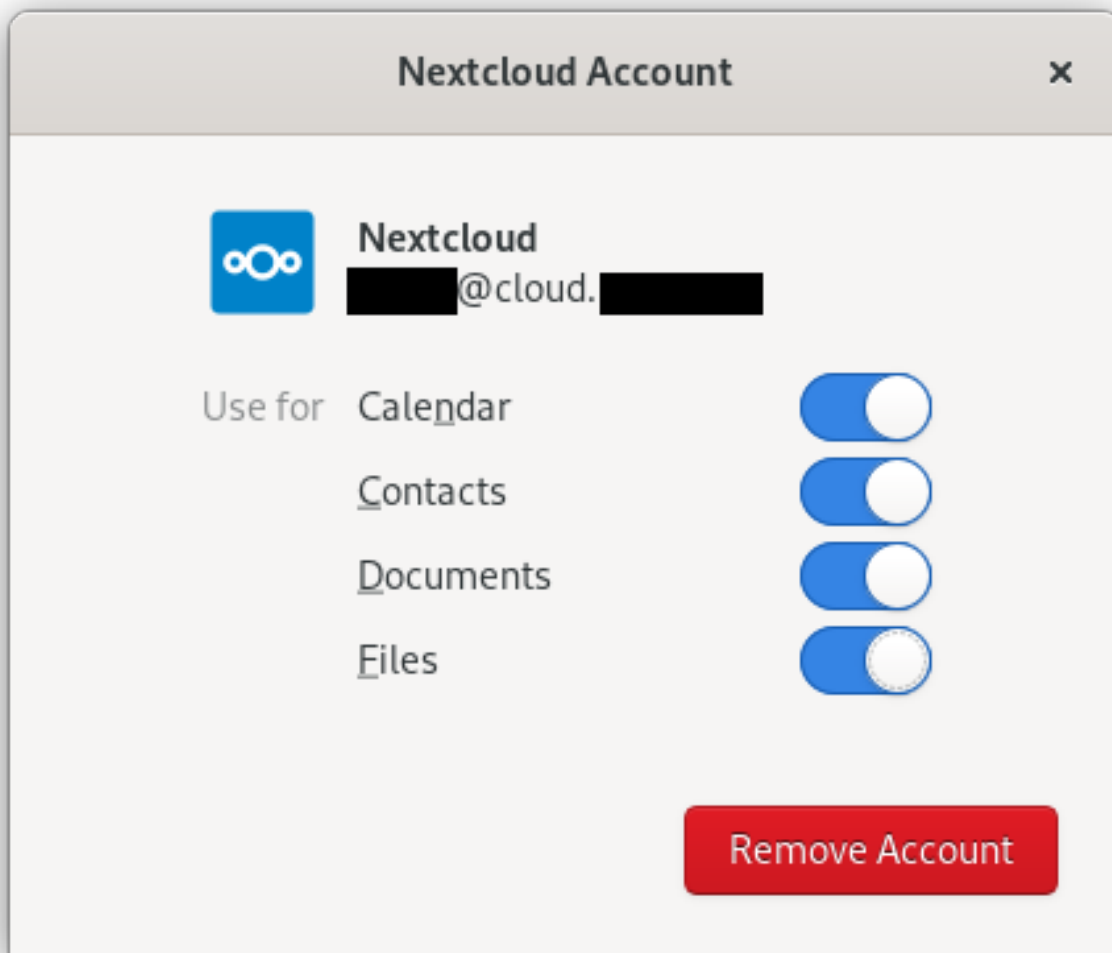 Nextcloud Account ×
Nextcloud
@cloud.
Use for Calendar
Contacts
Documents
Files
Remove Account